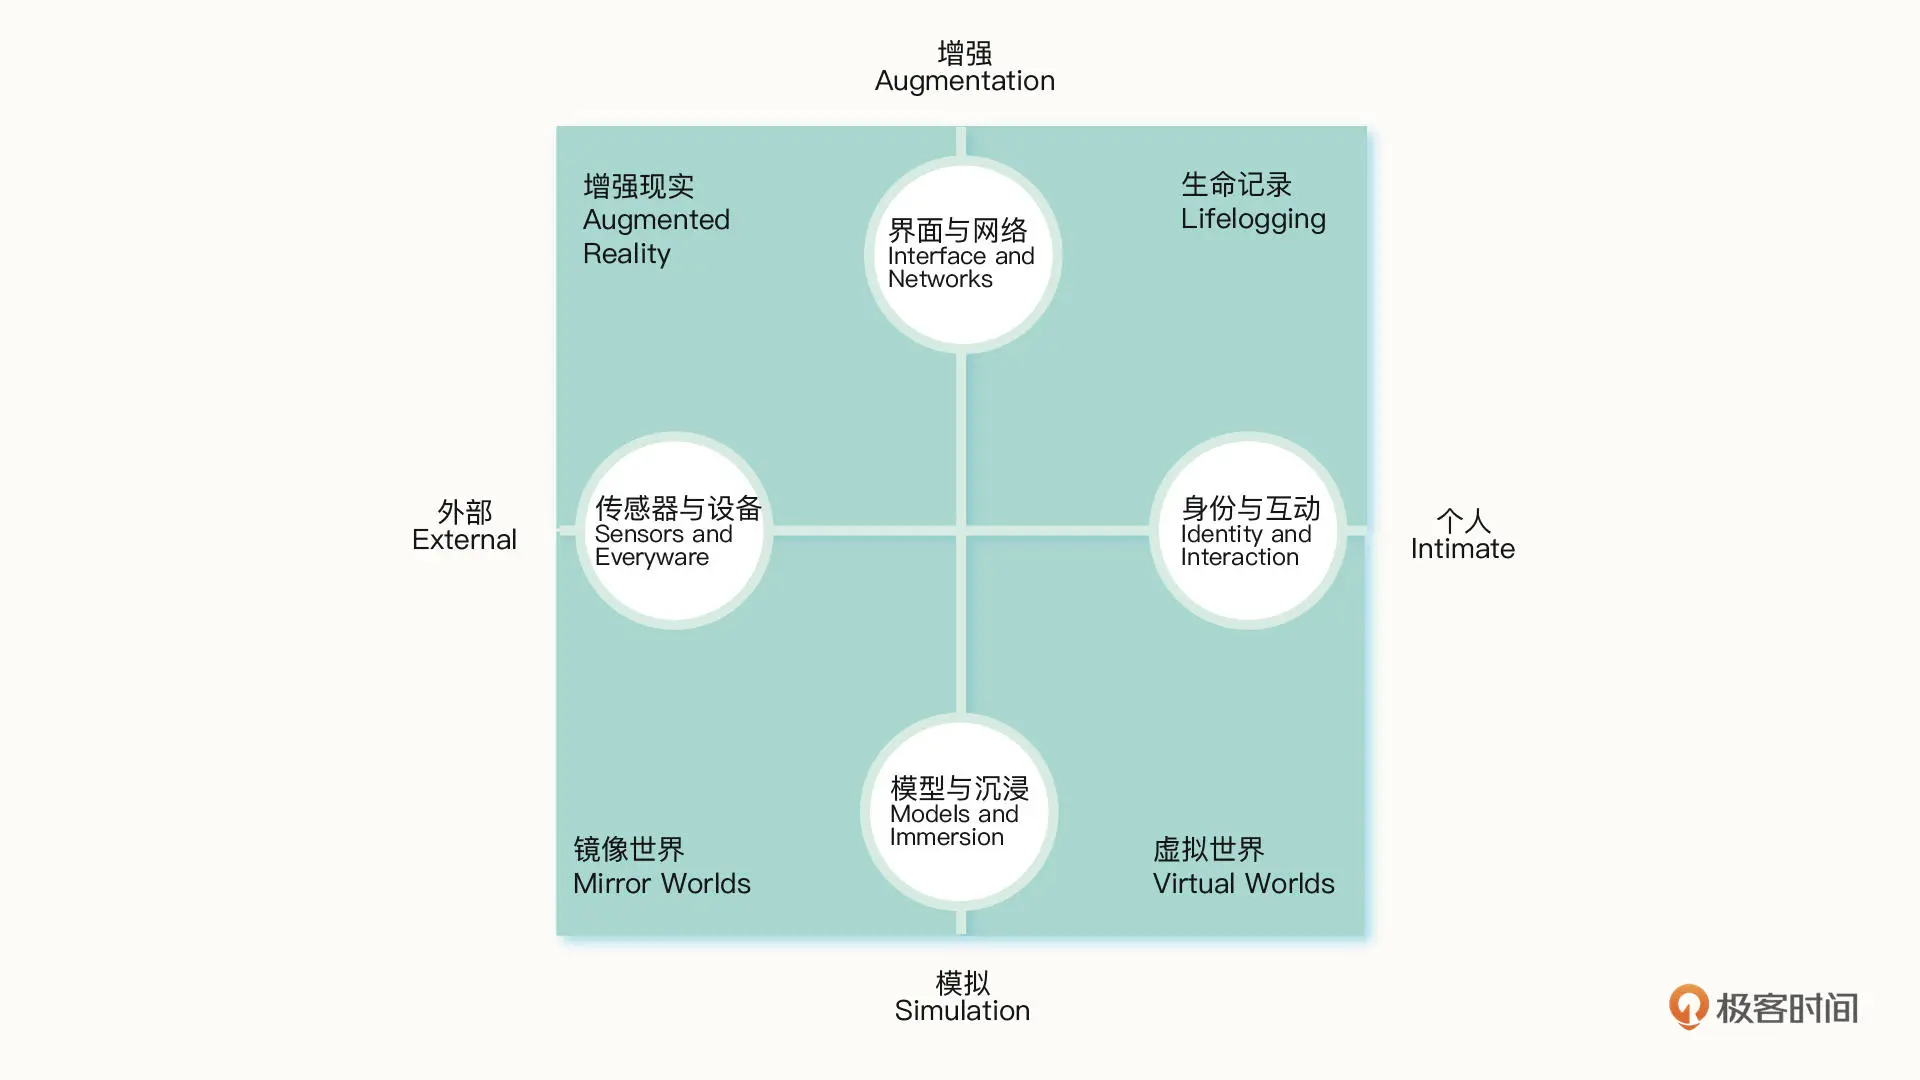 增强
Augmentation
增强现实
Augmented
Reality
界面与网络
Interface and
Networks
生命记录
Lifelogging
外部
External
传感器与设备
Sensors and
Everyware
身份与互动
Identity and
Interaction
个人
Intimate
镜像世界
Mirror Worlds
模型与沉浸
Models and
Immersion
虚拟世界
Virtual Worlds
模拟
Simulation
极客时间